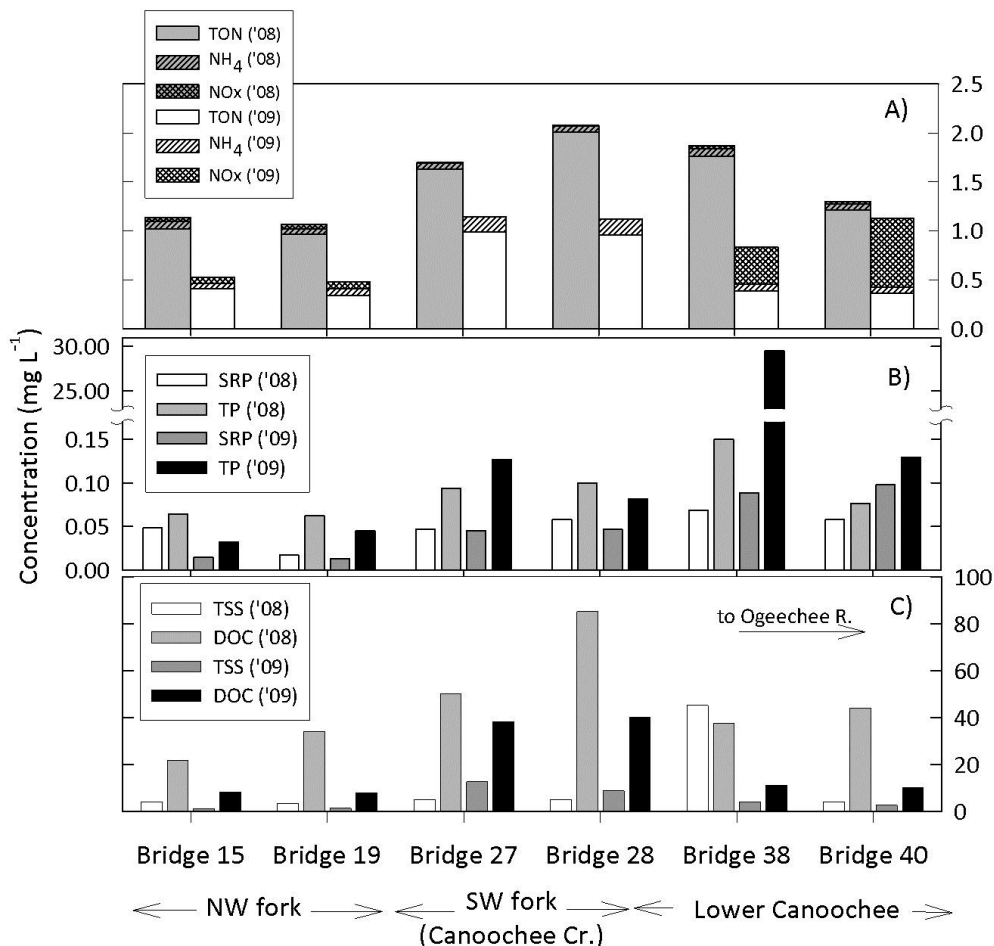 TON ('08)
NH4 ('08)
NOx ('08)
TON ('09)
NH4 ('09)
NOx ('09)
A)
2.5
2.0
1.5
1.0
0.5
0.0
Concentration (mg L-1)
30.00
25.00
0.15
0.10
0.05
0.00
SRP ('08)
TP ('08)
SRP ('09)
TP ('09)
B)
TSS ('08)
DOC ('08)
TSS ('09)
DOC ('09)
C)
to Ogeechee R.
100
80
60
40
20
0
Bridge 15 Bridge 19 Bridge 27 Bridge 28 Bridge 38 Bridge 40
NW fork SW fork Lower Canoochee
(Canoochee Cr.)